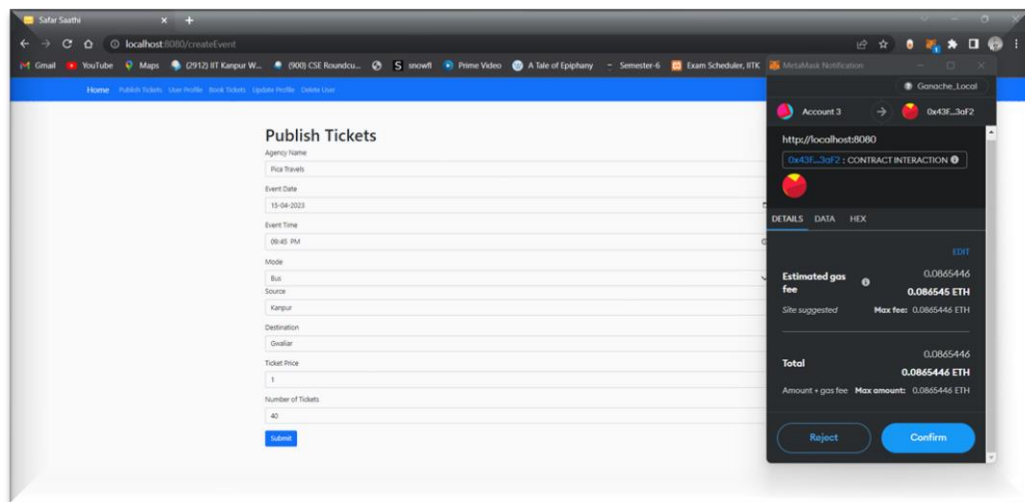 Safar Saathi
localhost:8080/createEvent
Gmail YouTube Maps (2912) IIT Kanpur W... (900) CSE Roundcu... snowfl Prime Video A Tale of Epiphany Semester-6 Exam Scheduler, IITK
Home Publish Tickets User Profile Book Tickets Update Profile Delete User
Publish Tickets
Agency Name
Pica Travels
Event Date
15-04-2023
Event Time
09:45 PM
Mode
Bus
Source
Kanpur
Destination
Gwaliar
Ticket Price
1
Number of Tickets
40
Submit
MetaMask Notification
Ganache_Local
Account 3 0x43F...3aF2
http://localhost:8080
0x43F...3aF2 : CONTRACT INTERACTION
DETAILS DATA HEX
EDIT
Estimated gas fee 0.0865446
0.086545 ETH
Site suggested Max fee: 0.0865446 ETH
Total 0.0865446
0.0865446 ETH
Amount + gas fee Max amount: 0.0865446 ETH
Reject Confirm